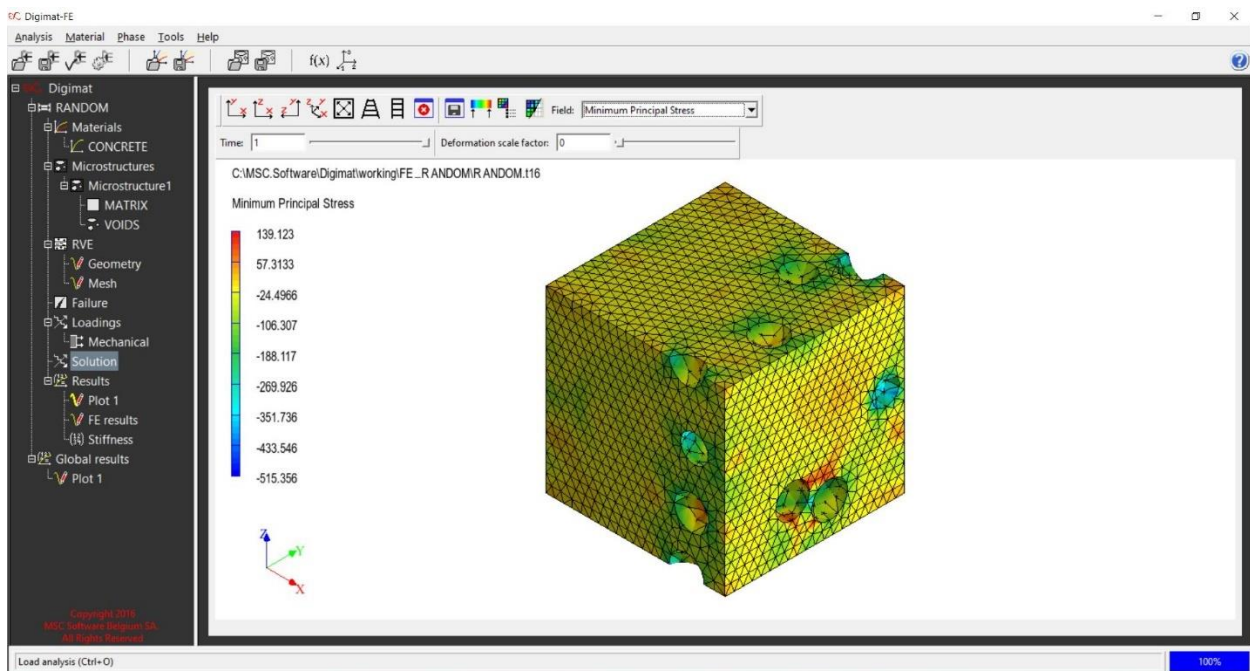 Digimat-FE
Analysis Material Phase Tools Help
f(x)
Digimat
RANDOM
Materials
CONCRETE
Microstructures
Microstructure1
MATRIX
VOIDS
RVE
Geometry
Mesh
Failure
Loadings
Mechanical
Solution
Results
Plot 1
FE results
Stiffness
Global results
Plot 1
Copyright 2016
MSC Software Belgium SA.
All Rights Reserved
Field: Minimum Principal Stress
Time: 1 Deformation scale factor: 0
C:\MSC.Software\Digimat\working\FE_R ANDOM\R ANDOM.t16
Minimum Principal Stress
139.123
57.3133
-24.4966
-106.307
-188.117
-269.926
-351.736
-433.546
-515.356
Z
Y
X
Load analysis (Ctrl+O) 100%